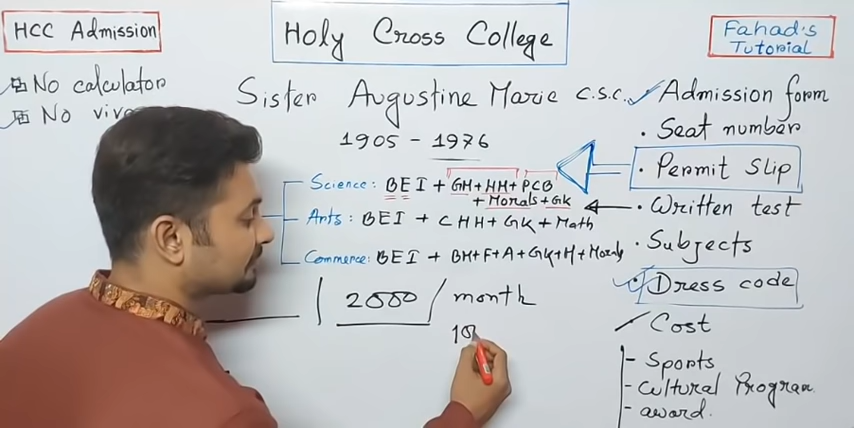 HCC Admission
No calculator
No viv
Holy Cross College
Sister Augustine Marie C.S.C.
1905 - 1976
Science: BEI + GH + HH + PCB
+ Morals + GK
Arts: BEI + CHH + GK + Math
Commerce: BEI + BM + F + A + GK + M + Morals
2000 / month
10
Fahad's
Tutorial
Admission form
Seat number
Permit Slip
Written test
Subjects
Dress code
Cost
- Sports
- Cultural Program
- award.